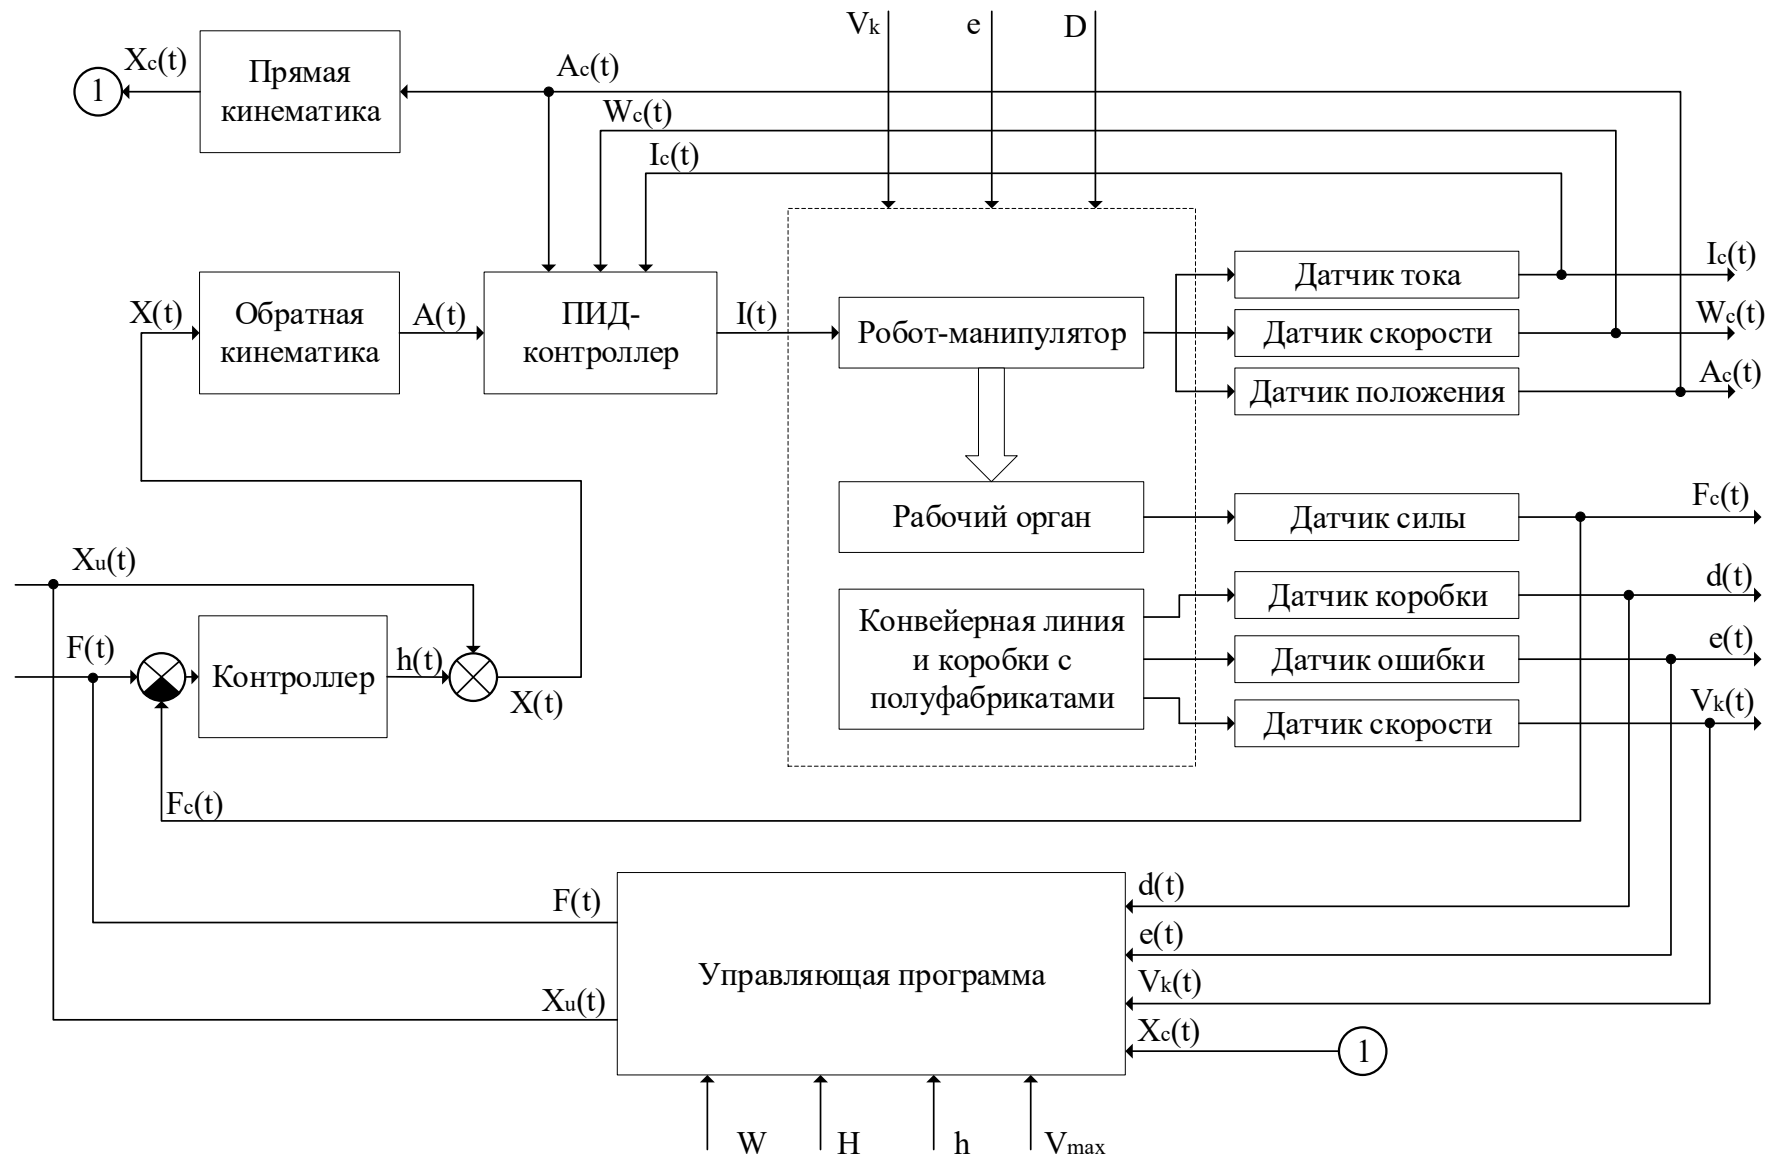 Vk
e
D
Xc(t)
1
Прямая
кинематика
Ac(t)
Wc(t)
Ic(t)
X(t)
Обратная
кинематика
A(t)
ПИД-
контроллер
I(t)
Робот-манипулятор
Датчик тока
Ic(t)
Датчик скорости
Wc(t)
Датчик положения
Ac(t)
Рабочий орган
Датчик силы
Fc(t)
Xu(t)
F(t)
Контроллер
h(t)
X(t)
Конвейерная линия
и коробки с
полуфабрикатами
Датчик коробки
d(t)
Датчик ошибки
e(t)
Датчик скорости
Vk(t)
Fc(t)
F(t)
Xu(t)
Управляющая программа
d(t)
e(t)
Vk(t)
Xc(t)
1
W
H
h
Vmax